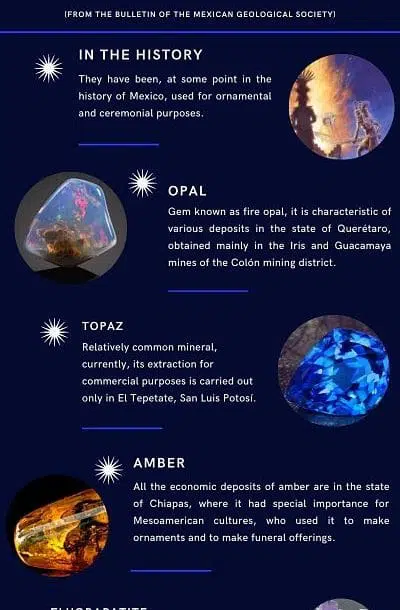 (FROM THE BULLETIN OF THE MEXICAN GEOLOGICAL SOCIETY)
IN THE HISTORY
They have been, at some point in the
history of Mexico, used for ornamental
and ceremonial purposes.
OPAL
Gem known as fire opal, it is characteristic of
various deposits in the state of Querétaro,
obtained mainly in the Iris and Guacamaya
mines of the Colón mining district.
TOPAZ
Relatively common mineral,
currently, its extraction for
commercial purposes is carried out
only in El Tepetate, San Luis Potosí.
AMBER
All the economic deposits of amber are in the state
of Chiapas, where it had special importance for
Mesoamerican cultures, who used it to make
ornaments and to make funeral offerings.